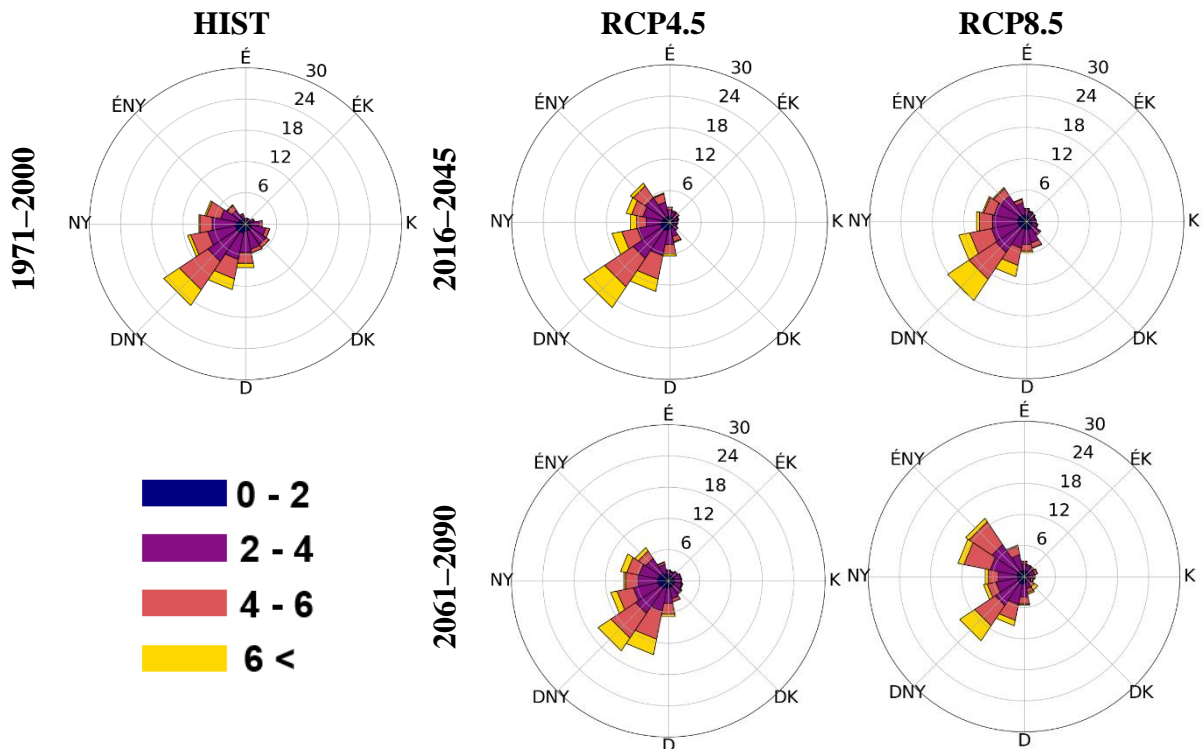 HIST
RCP4.5
RCP8.5
1971–2000
É
ÉK
K
DK
D
DNY
NY
ÉNY
30
24
18
12
6
2016–2045
É
ÉK
K
DK
D
DNY
NY
ÉNY
30
24
18
12
6
É
ÉK
K
DK
D
DNY
NY
ÉNY
30
24
18
12
6
0 - 2
2 - 4
4 - 6
6 <
2061–2090
É
ÉK
K
DK
D
DNY
NY
ÉNY
30
24
18
12
6
É
ÉK
K
DK
D
DNY
NY
ÉNY
30
24
18
12
6